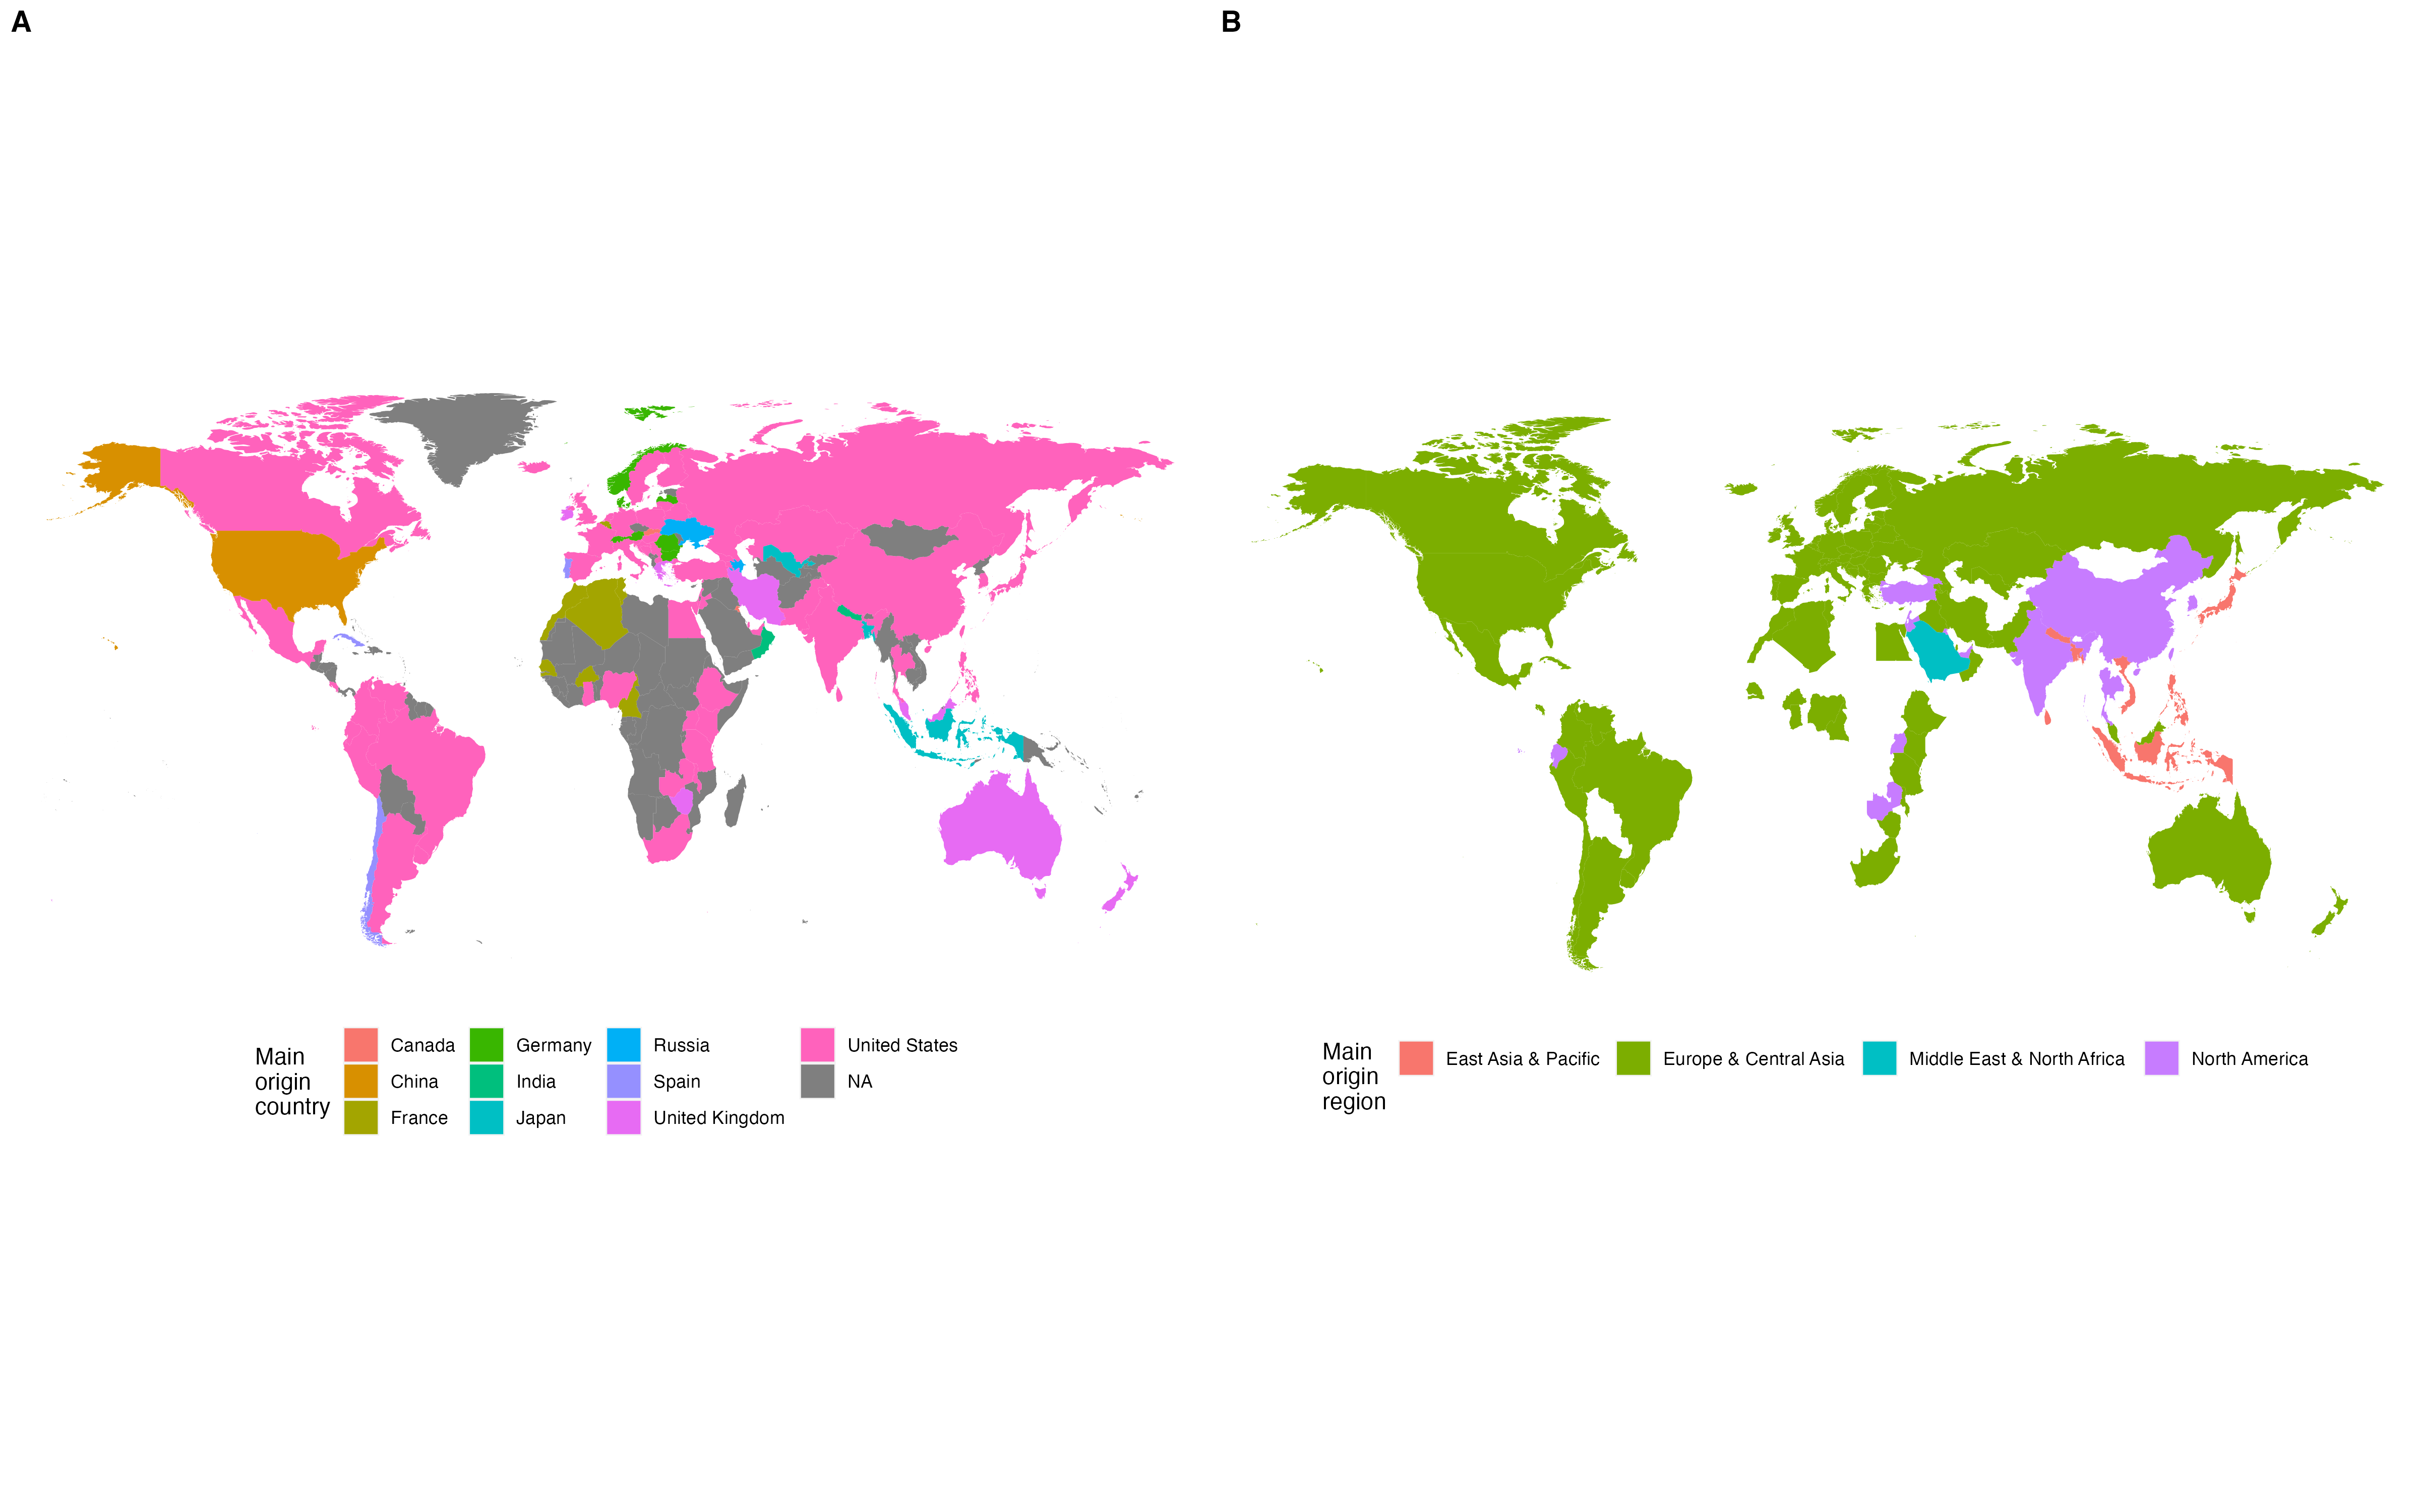 A
B
Main
origin
country
Canada
China
France
Germany
India
Japan
Russia
Spain
United Kingdom
United States
NA
Main
origin
region
East Asia & Pacific
Europe & Central Asia
Middle East & North Africa
North America